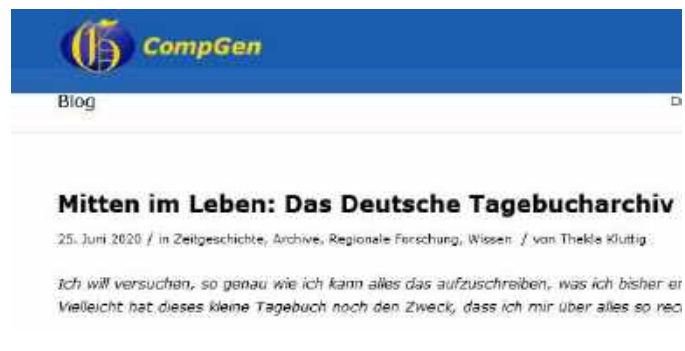 CompGen
Blog
Mitten im Leben: Das Deutsche Tagebucharchiv
25. Juni 2020 / in Zeitgeschichte, Archive, Regionale Forschung, Wissen / von Thekla Kluttig
Ich will versuchen, so genau wie ich kann alles das aufzuschreiben, was ich bisher
Vielleicht hat dieses kleine Tagebuch noch den Zweck, dass ich mir über alles so